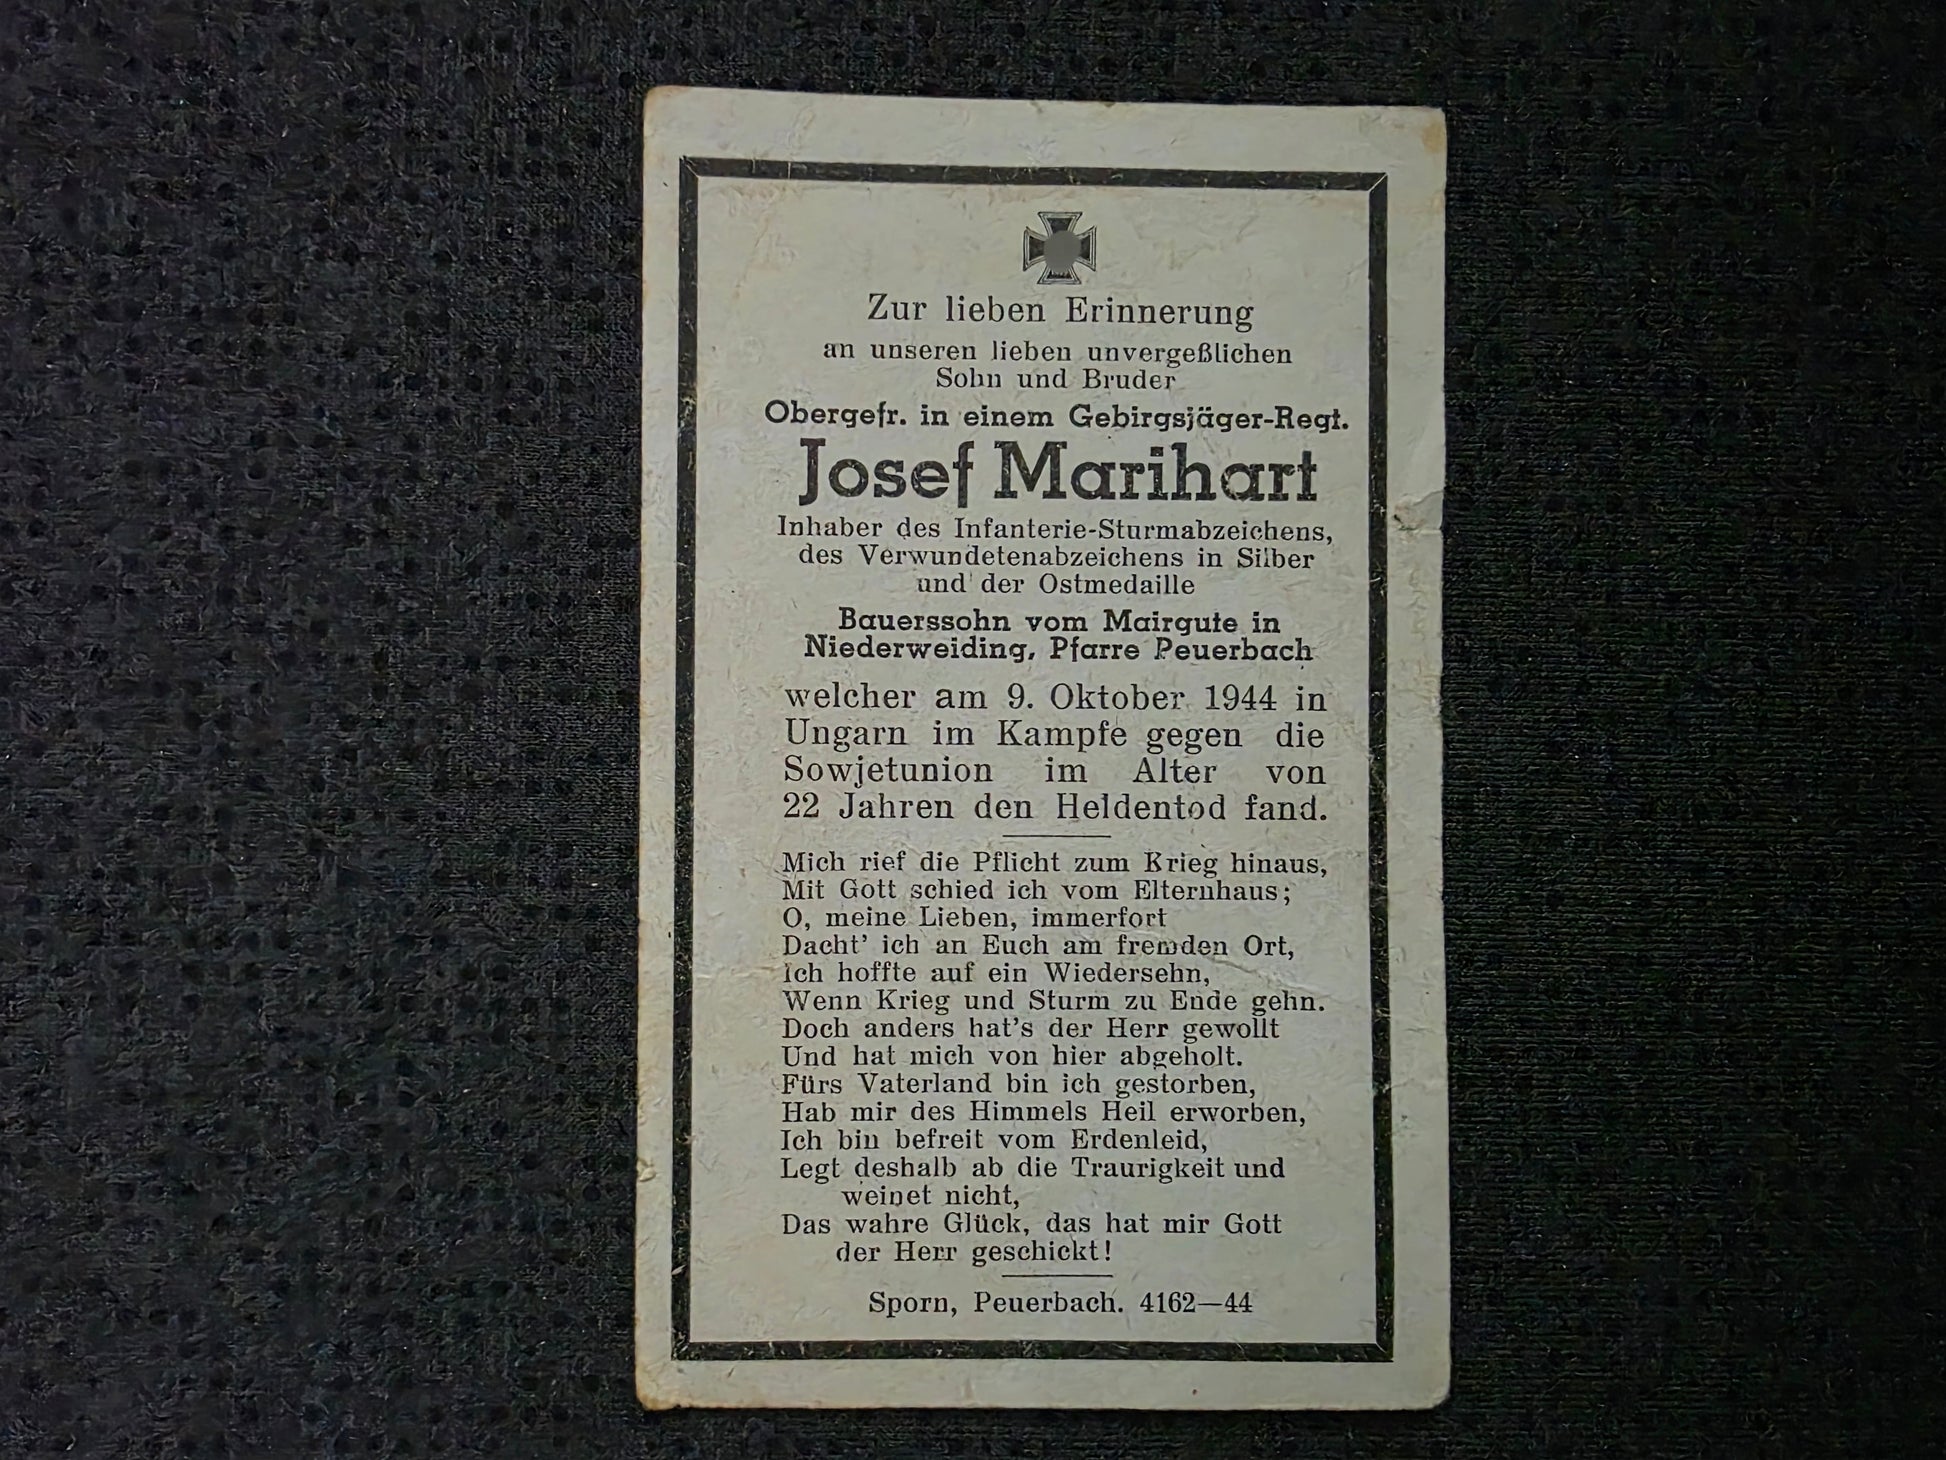 Zur lieben Erinnerung
an unseren lieben unvergeßlichen
Sohn und Bruder
Obergefr. in einem Gebirgsjäger-Regt.
Josef Marihart
Inhaber des Infanterie-Sturmabzeichens,
des Verwundetenabzeichens in Silber
und der Ostmedaille
Bauerssohn vom Mairgute in
Niederweiding, Pfarre Peuerbach
welcher am 9. Oktober 1944 in
Ungarn im Kampfe gegen die
Sowjetunion im Alter von
22 Jahren den Heldentod fand.
Mich rief die Pflicht zum Krieg hinaus,
Mit Gott schied ich vom Elternhaus;
O, meine Lieben, immerfort
Dacht' ich an Euch am fremden Ort,
Ich hoffte auf ein Wiedersehn,
Wenn Krieg und Sturm zu Ende gehn.
Doch anders hat's der Herr gewollt
Und hat mich von hier abgeholt.
Fürs Vaterland bin ich gestorben,
Hab mir des Himmels Heil erworben,
Ich bin befreit vom Erdenleid,
Legt deshalb ab die Traurigkeit und
weinet nicht,
Das wahre Glück, das hat mir Gott
der Herr geschickt!
Sporn, Peuerbach. 4162—44